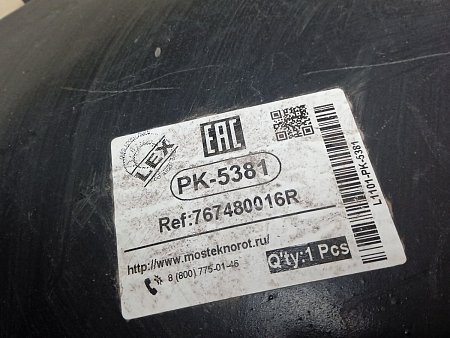 LEX
EAC
PK-5381
Ref:767480016R
http://www.mosteknorot.ru/
8 (800) 775-01-46
Q'ty:1 Pcs
L1101-PK-5381